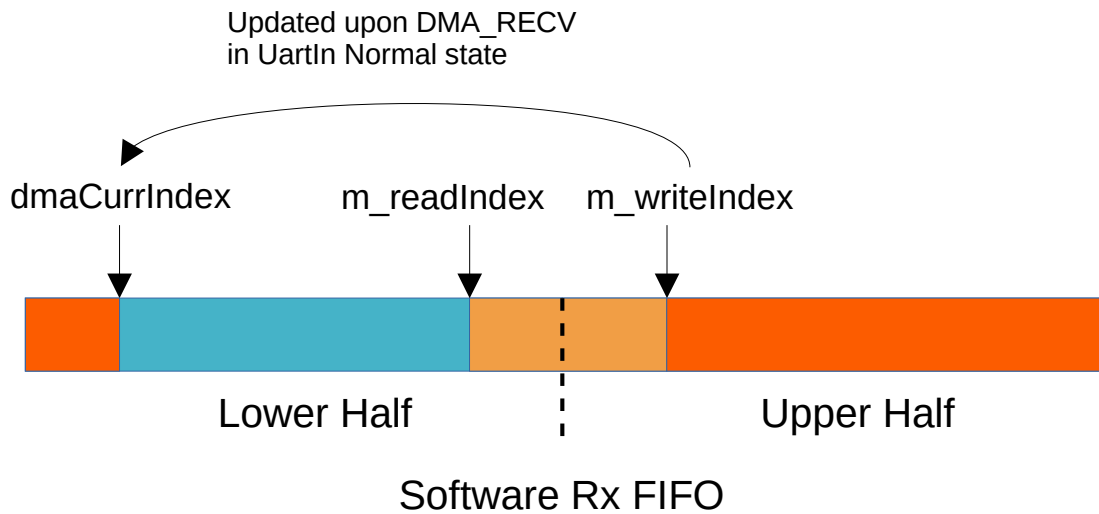 Updated upon DMA_RECV
in UartIn Normal state
dmaCurrIndex
m_readIndex
m_writeIndex
Lower Half
Upper Half
Software Rx FIFO